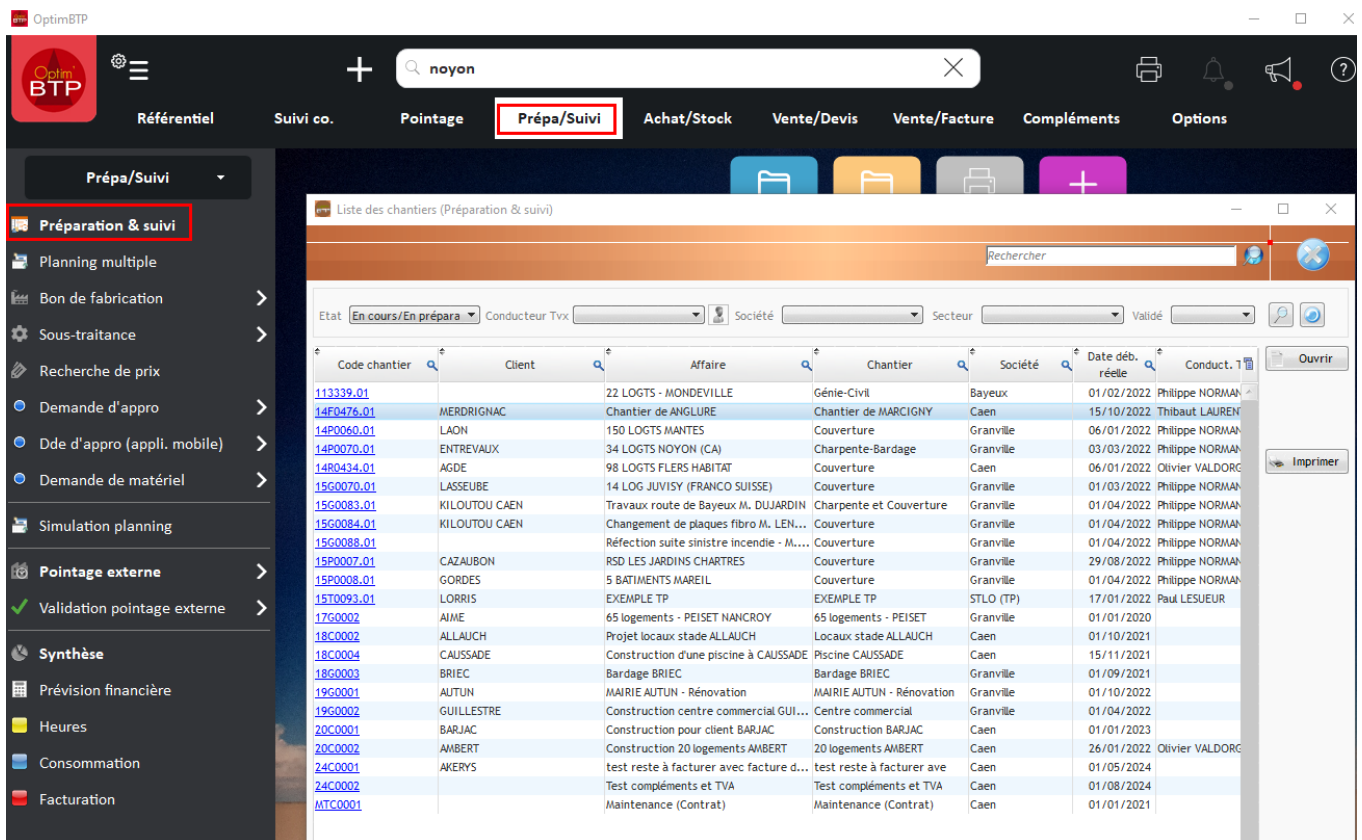 OptimBTP
Optim'
BTP
noyon
Référentiel Suivi co. Pointage Prépa/Suivi Achat/Stock Vente/Devis Vente/Facture Compléments Options
Prépa/Suivi
Préparation & suivi
Planning multiple
Bon de fabrication
Sous-traitance
Recherche de prix
Demande d'appro
Dde d'appro (appli. mobile)
Demande de matériel
Simulation planning
Pointage externe
Validation pointage externe
Synthèse
Prévision financière
Heures
Consommation
Facturation
Liste des chantiers (Préparation & suivi)
Rechercher
Etat En cours/En prépara Conducteur Tvx Société Secteur Validé
Code chantier Client Affaire Chantier Société Date déb. réelle Conduct. T
Ouvrir
Imprimer
113339.01 22 LOGTS - MONDEVILLE Génie-Civil Bayeux 01/02/2022 Philippe NORMAN
14F0476.01 MERDRIGNAC Chantier de ANGLURE Chantier de MARCIGNY Caen 15/10/2022 Thibaut LAUREN
14P0060.01 LAON 150 LOGTS MANTES Couverture Granville 06/01/2022 Philippe NORMAN
14P0070.01 ENTREVAUX 34 LOGTS NOYON (CA) Charpente-Bardage Granville 03/03/2022 Philippe NORMAN
14R0434.01 AGDE 98 LOGTS FLERS HABITAT Couverture Caen 06/01/2022 Olivier VALDORG
15G0070.01 LASSEUBE 14 LOG JUVISY (FRANCO SUISSE) Couverture Granville 01/03/2022 Philippe NORMAN
15G0083.01 KILOUTOU CAEN Travaux route de Bayeux M. DUJARDIN Charpente et Couverture Granville 01/04/2022 Philippe NORMAN
15G0084.01 KILOUTOU CAEN Changement de plaques fibro M. LEN... Couverture Granville 01/04/2022 Philippe NORMAN
15G0088.01 Réfection suite sinistre incendie - M.... Couverture Granville 01/04/2022 Philippe NORMAN
15P0007.01 CAZAUBON RSD LES JARDINS CHARTRES Couverture Granville 29/08/2022 Philippe NORMAN
15P0008.01 GORDES 5 BATIMENTS MAREIL Couverture Granville 01/04/2022 Philippe NORMAN
15T0093.01 LORRIS EXEMPLE TP EXEMPLE TP STLO (TP) 17/01/2022 Paul LESUEUR
17G0002 AIME 65 logements - PEISET NANCROY 65 logements - PEISET Granville 01/01/2020
18C0002 ALLAUCH Projet locaux stade ALLAUCH Locaux stade ALLAUCH Caen 01/10/2021
18C0004 CAUSSADE Construction d'une piscine à CAUSSADE Piscine CAUSSADE Caen 15/11/2021
18G0003 BRIEC Bardage BRIEC Bardage BRIEC Granville 01/09/2021
19G0001 AUTUN MAIRIE AUTUN - Rénovation MAIRIE AUTUN - Rénovation Granville 01/10/2022
19G0002 GUILLESTRE Construction centre commercial GUI... Centre commercial Granville 01/04/2022
20C0001 BARJAC Construction pour client BARJAC Construction BARJAC Caen 01/01/2023
20C0002 AMBERT Construction 20 logements AMBERT 20 logements AMBERT Caen 26/01/2022 Olivier VALDORG
24C0001 AKERYS test reste à facturer avec facture d... test reste à facturer ave Caen 01/05/2024
24C0002 Test compléments et TVA Test compléments et TVA Caen 01/08/2024
MTC0001 Maintenance (Contrat) Maintenance (Contrat) Caen 01/01/2021